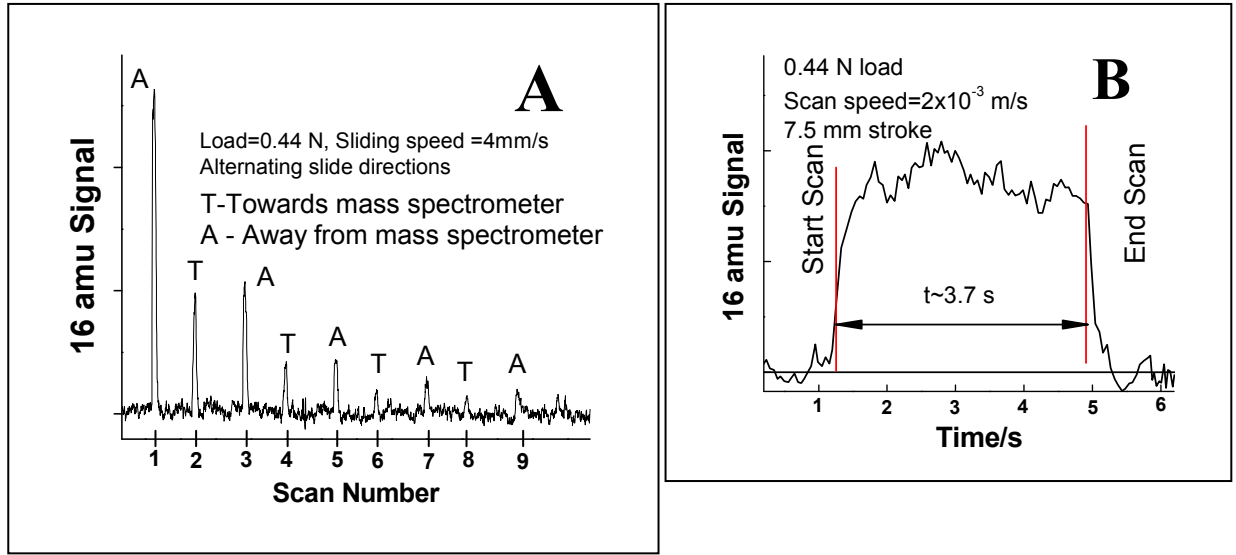 A
A
Load=0.44 N, Sliding speed =4mm/s
Alternating slide directions
T-Towards mass spectrometer
A - Away from mass spectrometer
T
A
T
A
T
A
T
A
16 amu Signal
1 2 3 4 5 6 7 8 9
Scan Number
B
0.44 N load
Scan speed=2x10⁻³ m/s
7.5 mm stroke
Start Scan
End Scan
t~3.7 s
16 amu Signal
1 2 3 4 5 6
Time/s